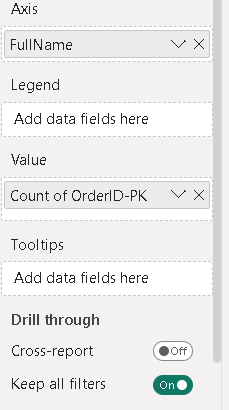 Axis
FullName
Legend
Add data fields here
Value
Count of OrderID-PK
Tooltips
Add data fields here
Drill through
Cross-report Off
Keep all filters On